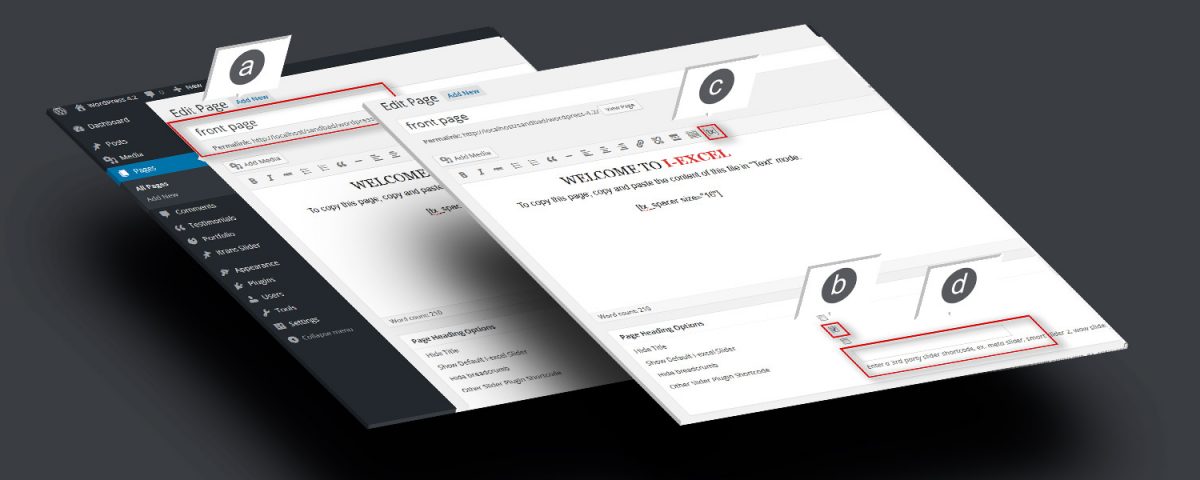 a
WordPress 4.2
0
New
Dashboard
Posts
Media
Pages
All Pages
Add New
Comments
Testimonials
Portfolio
Itrans Slider
Appearance
Plugins
Users
Tools
Settings
Collapse menu
Edit Page Add New
front page
Permalink: http://localhost/sandbad/wordpress
Add Media
B I
WELCOME
To copy this page, copy and paste the
[tx_spac
Word count: 210
Page Heading Options
Hide Title
Show Default i-excel Slider
Hide breadcrumb
Other Slider Plugin Shortcode
c
Edit Page Add New
front page
Permalink: http://localhost/sandbad/wordpress-4.2/ View Page
Add Media
B I
WELCOME TO I-EXCEL
To copy this page, copy and paste the content of this file in "Text" mode.
[tx_spacer size="16"]
Word count: 210
b
d
Page Heading Options
Hide Title
Show Default i-excel Slider
Hide breadcrumb
Other Slider Plugin Shortcode
Enter a 3rd party slider shortcode, ex. meta slider, smart slider 2, wow slide